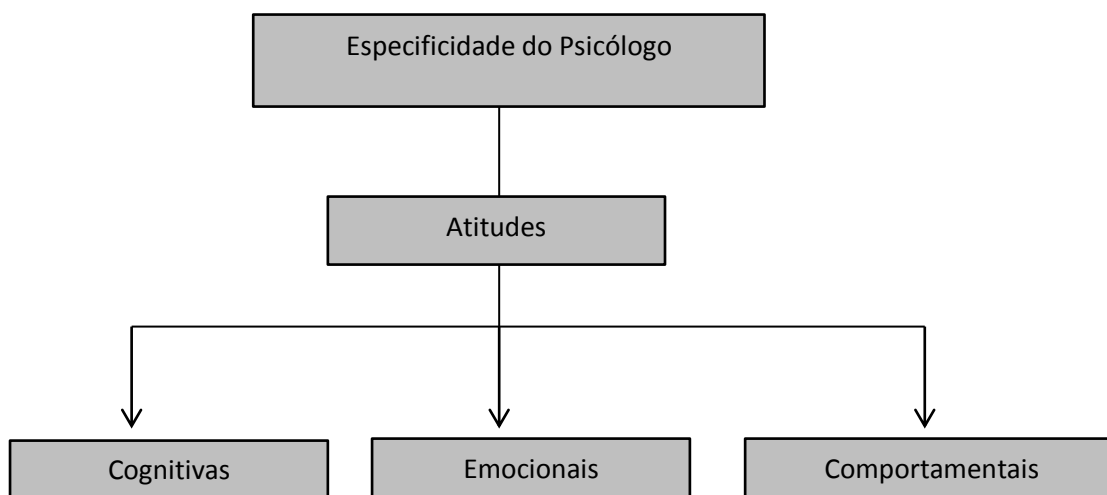 Especificidade do Psicólogo
Atitudes
Cognitivas
Emocionais
Comportamentais